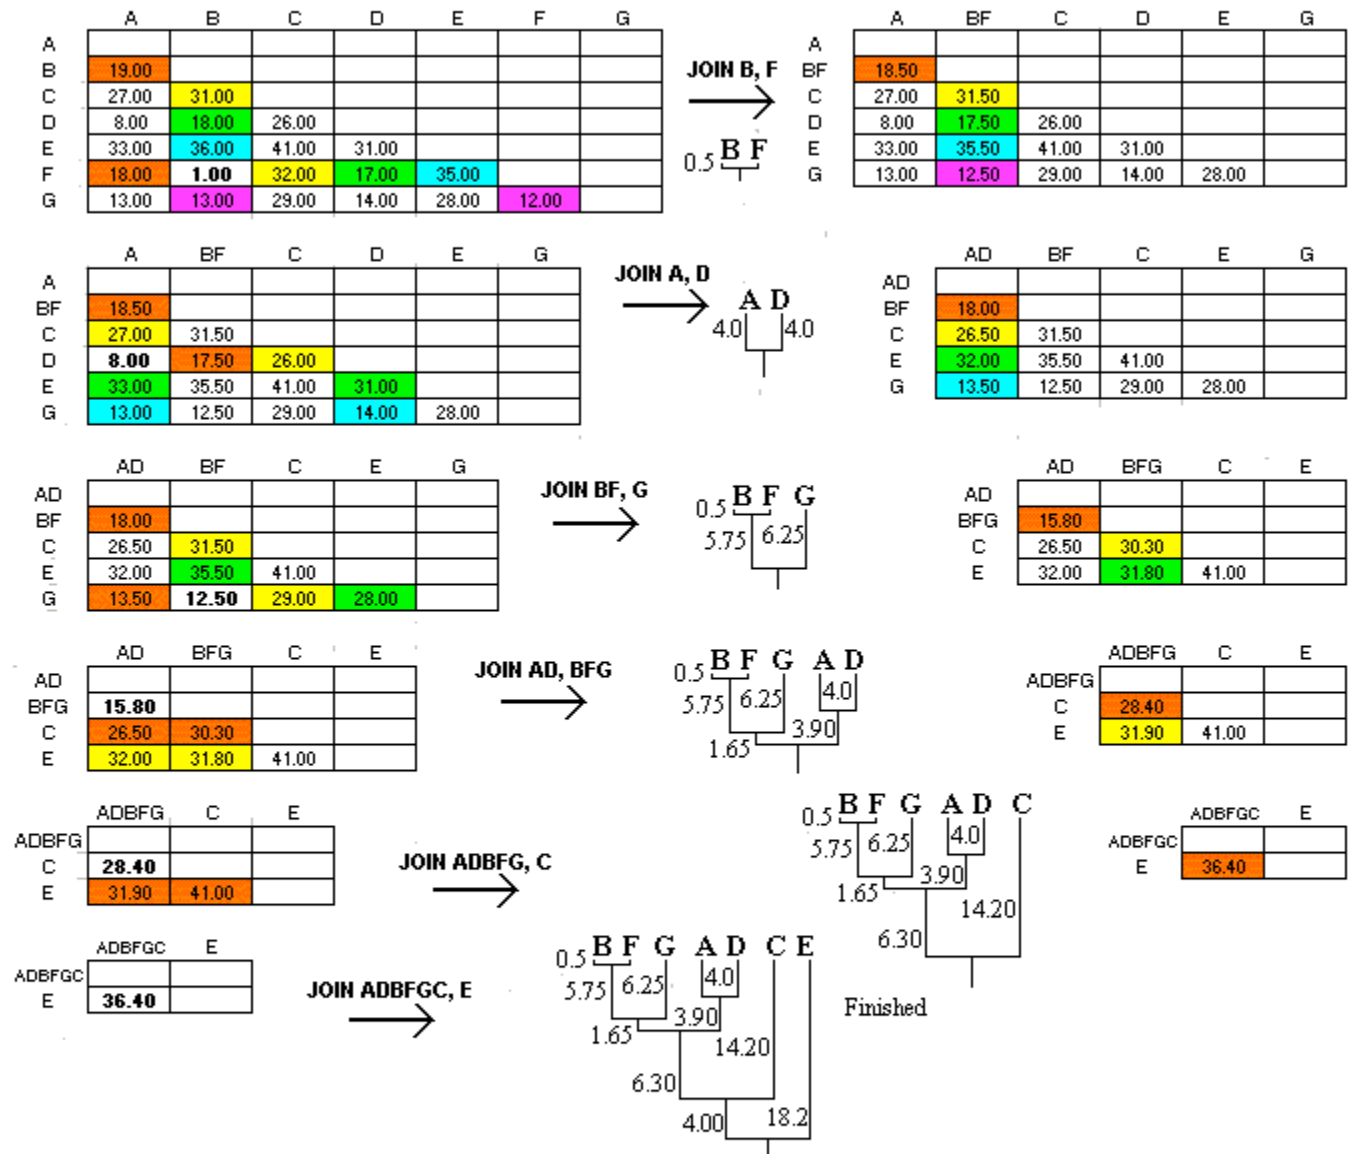 A B C D E F G
A
B 19.00
C 27.00 31.00
D 8.00 18.00 26.00
E 33.00 36.00 41.00 31.00
F 18.00 1.00 32.00 17.00 35.00
G 13.00 13.00 29.00 14.00 28.00 12.00
JOIN B, F
0.5 B F
A BF C D E G
A
BF 18.50
C 27.00 31.50
D 8.00 17.50 26.00
E 33.00 35.50 41.00 31.00
G 13.00 12.50 29.00 14.00 28.00
A BF C D E G
A
BF 18.50
C 27.00 31.50
D 8.00 17.50 26.00
E 33.00 35.50 41.00 31.00
G 13.00 12.50 29.00 14.00 28.00
JOIN A, D
A D
4.0 4.0
AD BF C E G
AD
BF 18.00
C 26.50 31.50
E 32.00 35.50 41.00
G 13.50 12.50 29.00 28.00
AD BF C E G
AD
BF 18.00
C 26.50 31.50
E 32.00 35.50 41.00
G 13.50 12.50 29.00 28.00
JOIN BF, G
0.5 B F G
5.75 6.25
AD BFG C E
AD
BFG 15.80
C 26.50 30.30
E 32.00 31.80 41.00
AD BFG C E
AD
BFG 15.80
C 26.50 30.30
E 32.00 31.80 41.00
JOIN AD, BFG
0.5 B F G A D
5.75 6.25 4.0
1.65 3.90
ADBFG C E
ADBFG
C 28.40
E 31.90 41.00
ADBFG C E
ADBFG
C 28.40
E 31.90 41.00
JOIN ADBFG, C
0.5 B F G A D C
5.75 6.25 4.0
1.65 3.90
14.20
6.30
ADBFGC E
ADBFGC
E 36.40
ADBFGC E
ADBFGC
E 36.40
JOIN ADBFGC, E
0.5 B F G A D C E
5.75 6.25 4.0
1.65 3.90
14.20
6.30
4.00 18.2
Finished